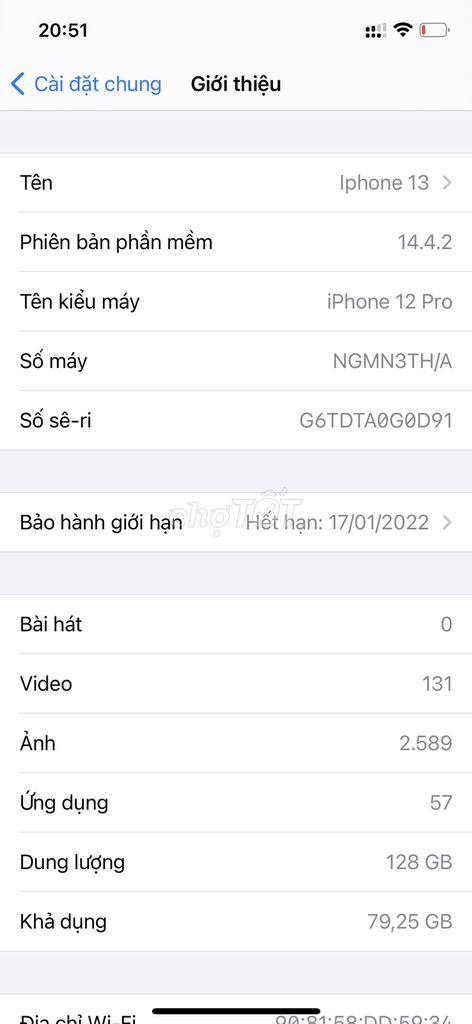 20:51
Cài đặt chung
Giới thiệu
Tên
Iphone 13
Phiên bản phần mềm
14.4.2
Tên kiểu máy
iPhone 12 Pro
Số máy
NGMN3TH/A
Số sê-ri
G6TDTA0G0D91
Bảo hành giới hạn
Hết hạn: 17/01/2022
chợTỐT
Bài hát
0
Video
131
Ảnh
2.589
Ứng dụng
57
Dung lượng
128 GB
Khả dụng
79,25 GB
Địa chỉ Wi-Fi
90:81:58:DD:59:34